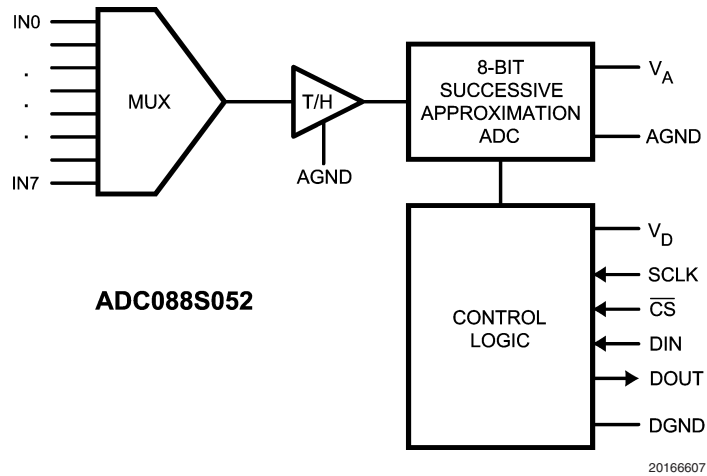 IN0
.
.
.
IN7
MUX
T/H
AGND
8-BIT
SUCCESSIVE
APPROXIMATION
ADC
VA
AGND
CONTROL
LOGIC
VD
SCLK
CS
DIN
DOUT
DGND
ADC088S052
20166607